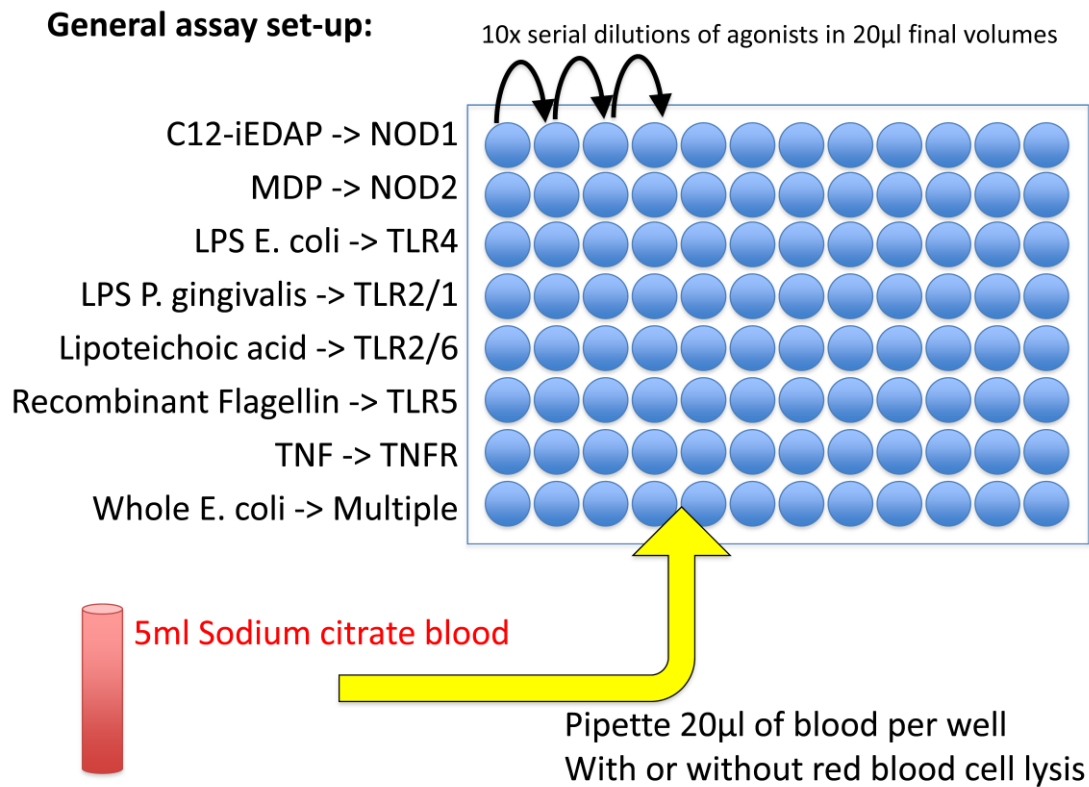 General assay set-up:
10x serial dilutions of agonists in 20µl final volumes
C12-iEDAP -> NOD1
MDP -> NOD2
LPS E. coli -> TLR4
LPS P. gingivalis -> TLR2/1
Lipoteichoic acid -> TLR2/6
Recombinant Flagellin -> TLR5
TNF -> TNFR
Whole E. coli -> Multiple
5ml Sodium citrate blood
Pipette 20µl of blood per well
With or without red blood cell lysis